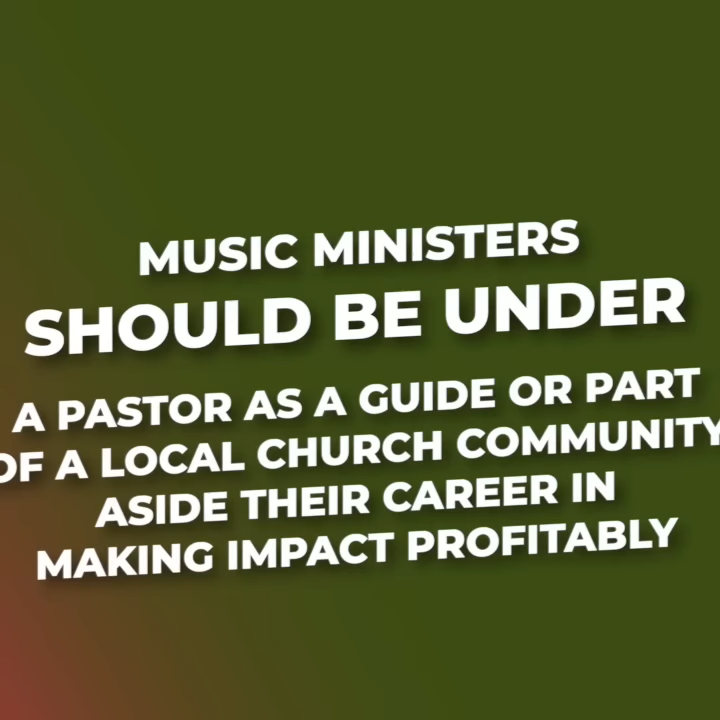 MUSIC MINISTERS
SHOULD BE UNDER
A PASTOR AS A GUIDE OR PART
OF A LOCAL CHURCH COMMUNITY
ASIDE THEIR CAREER IN
MAKING IMPACT PROFITABLY